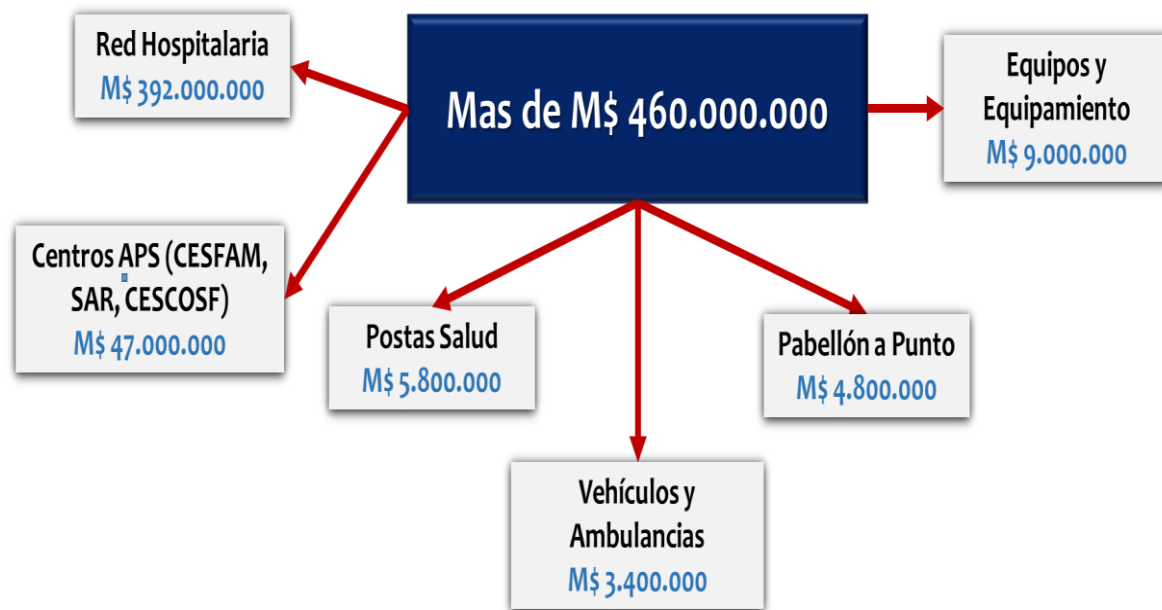 Red Hospitalaria
M$ 392.000.000
Mas de M$ 460.000.000
Equipos y
Equipamiento
M$ 9.000.000
Centros APS (CESFAM,
SAR, CESCOSF)
M$ 47.000.000
Postas Salud
M$ 5.800.000
Pabellón a Punto
M$ 4.800.000
Vehículos y
Ambulancias
M$ 3.400.000